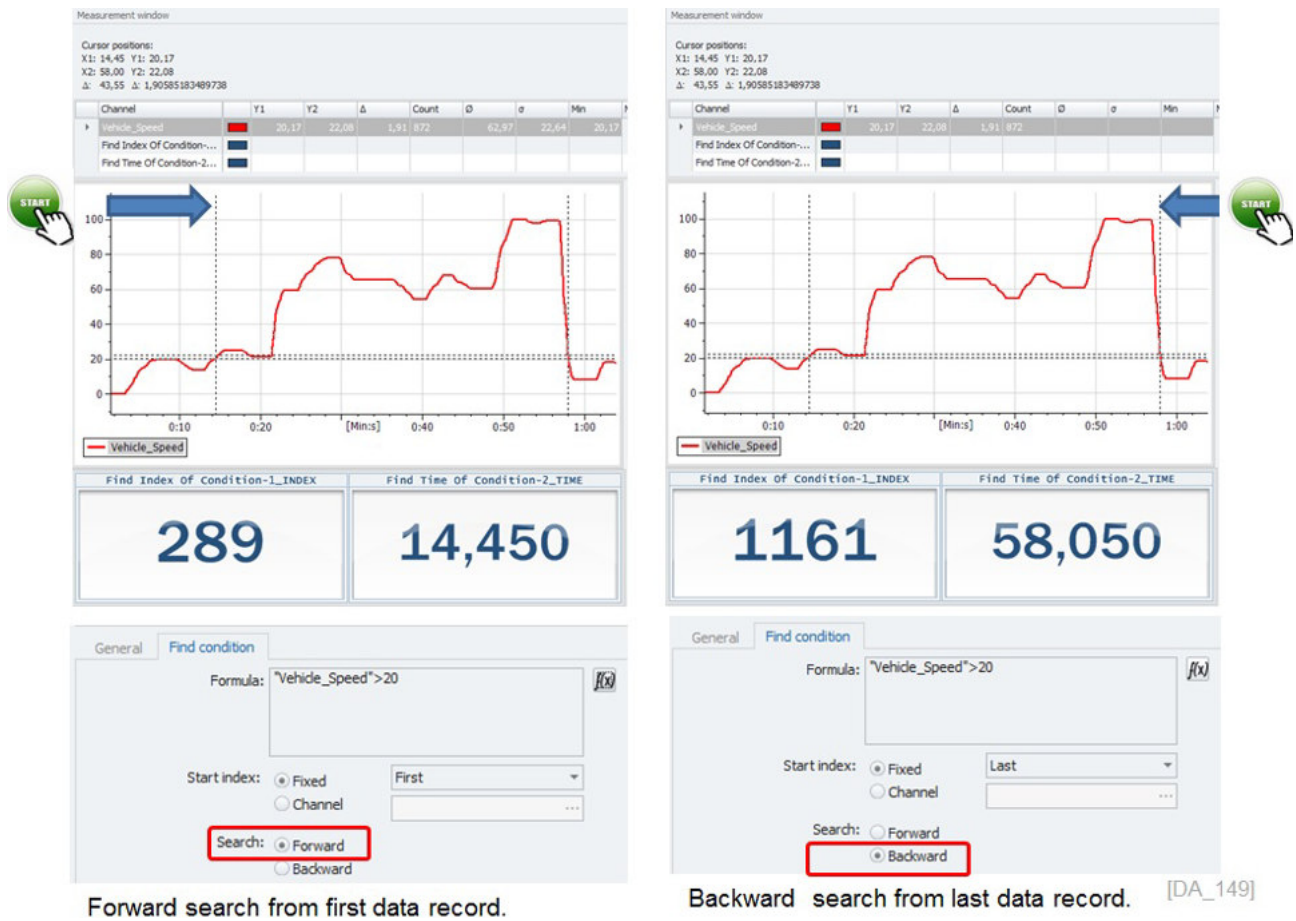 Measurement window
Cursor positions:
X1: 14,45 Y1: 20,17
X2: 58,00 Y2: 22,08
Δ: 43,55 Δ: 1,90585183489738
Channel Y1 Y2 Δ Count Ø σ Min
Vehicle_Speed 20,17 22,08 1,91 872 62,97 22,64 20,17
Find Index Of Condition-...
Find Time Of Condition-2...
START
100
80
60
40
20
0
0:10 0:20 [Min:s] 0:40 0:50 1:00
Vehicle_Speed
Find Index Of Condition-1_INDEX Find Time Of Condition-2_TIME
289 14,450
General Find condition
Formula: "Vehicle_Speed">20 f(x)
Start index: Fixed First
Channel ...
Search: Forward
Backward
Forward search from first data record.
Measurement window
Cursor positions:
X1: 14,45 Y1: 20,17
X2: 58,00 Y2: 22,08
Δ: 43,55 Δ: 1,90585183489738
Channel Y1 Y2 Δ Count Ø σ Min
Vehicle_Speed 20,17 22,08 1,91 872
Find Index Of Condition-...
Find Time Of Condition-2...
START
100
80
60
40
20
0
0:10 0:20 [Min:s] 0:40 0:50 1:00
Vehicle_Speed
Find Index Of Condition-1_INDEX Find Time Of Condition-2_TIME
1161 58,050
General Find condition
Formula: "Vehicle_Speed">20 f(x)
Start index: Fixed Last
Channel ...
Search: Forward
Backward
Backward search from last data record.
[DA_149]